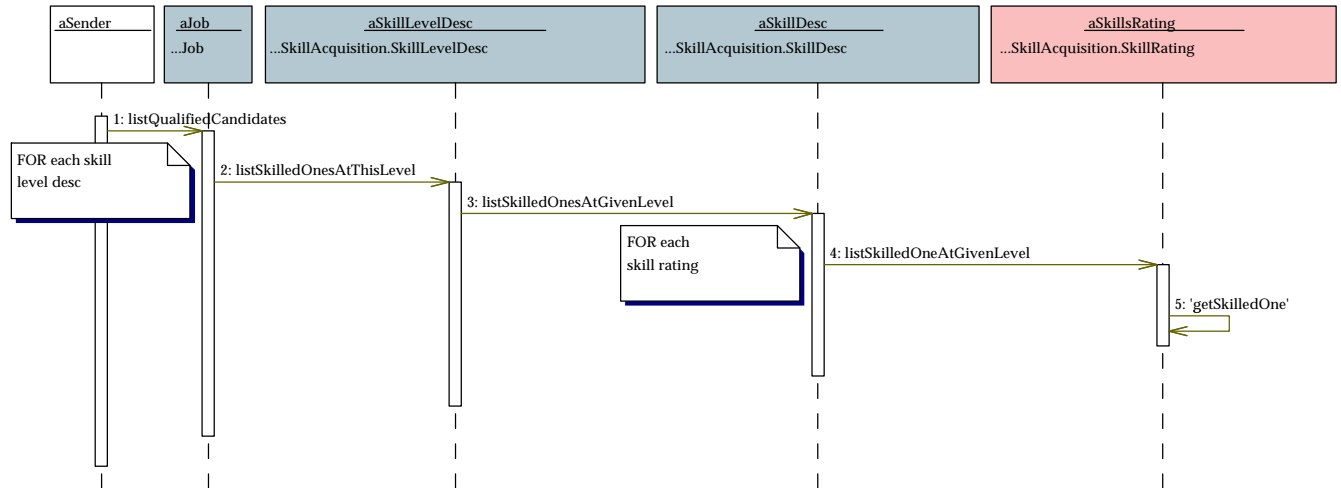 aSender
aJob
...Job
aSkillLevelDesc
...SkillAcquisition.SkillLevelDesc
aSkillDesc
...SkillAcquisition.SkillDesc
aSkillsRating
...SkillAcquisition.SkillRating
1: listQualifiedCandidates
FOR each skill
level desc
2: listSkilledOnesAtThisLevel
3: listSkilledOnesAtGivenLevel
FOR each
skill rating
4: listSkilledOneAtGivenLevel
5: 'getSkilledOne'